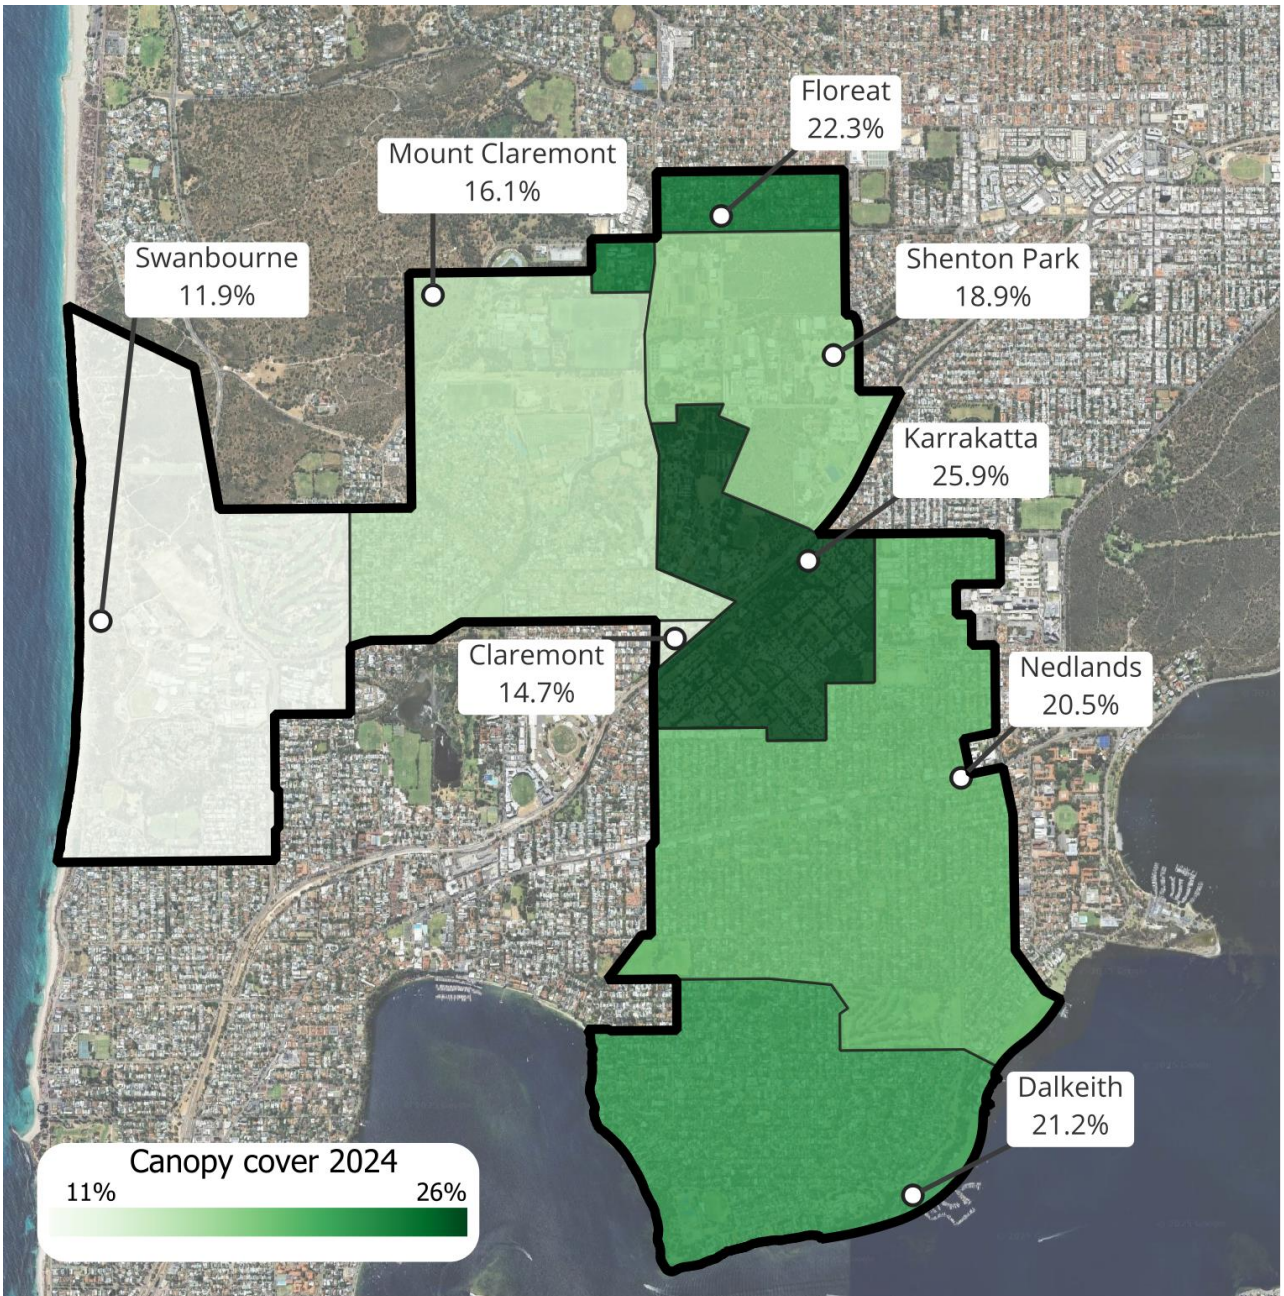 Floreat
22.3%
Mount Claremont
16.1%
Swanbourne
11.9%
Shenton Park
18.9%
Karrakatta
25.9%
Claremont
14.7%
Nedlands
20.5%
Dalkeith
21.2%
Canopy cover 2024
11% 26%